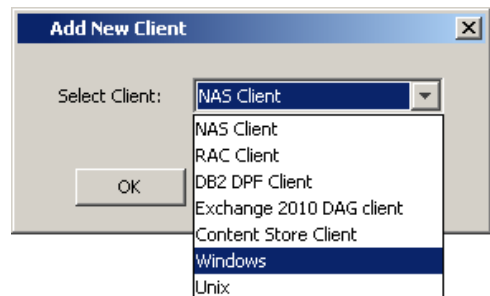 Add New Client
Select Client: NAS Client
NAS Client
RAC Client
DB2 DPF Client
OK
Exchange 2010 DAG client
Content Store Client
Windows
Unix